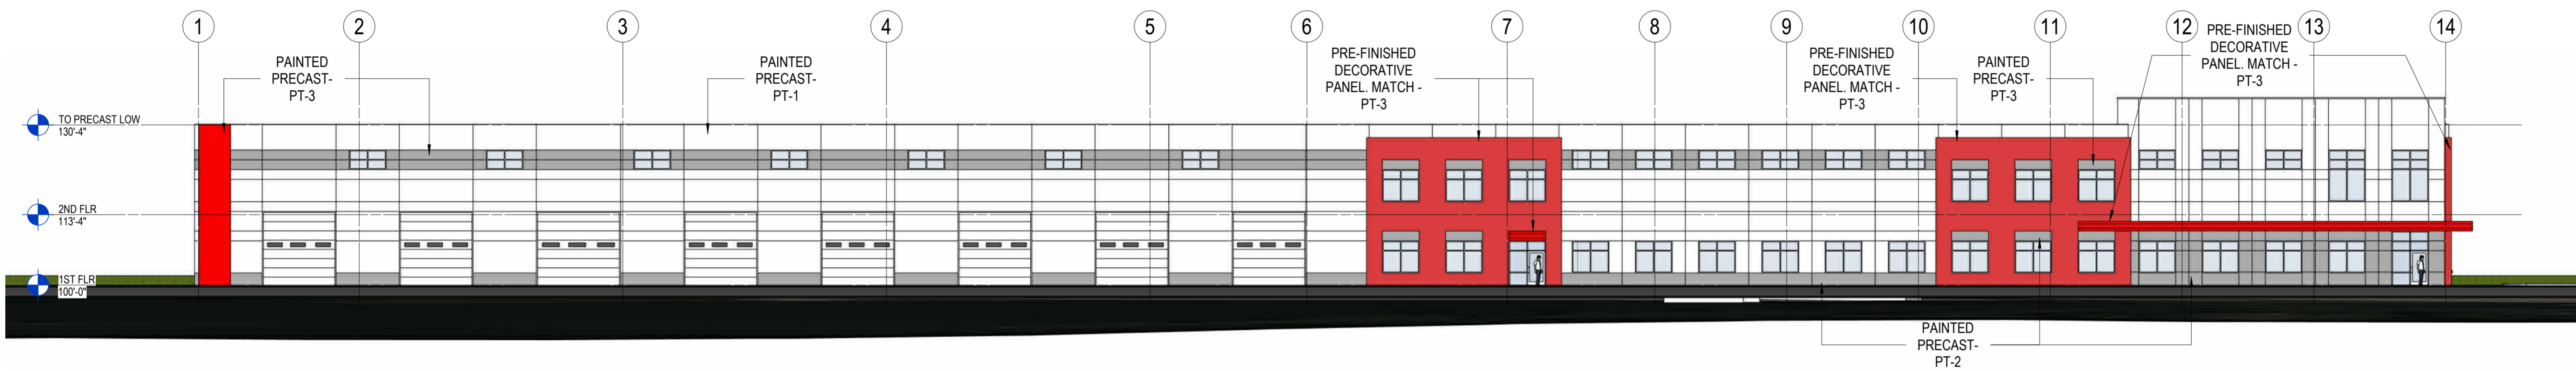 1
2
3
4
5
6
7
8
9
10
11
12
13
14
PAINTED
PRECAST-
PT-3
PAINTED
PRECAST-
PT-1
PRE-FINISHED
DECORATIVE
PANEL. MATCH -
PT-3
PRE-FINISHED
DECORATIVE
PANEL. MATCH -
PT-3
PAINTED
PRECAST-
PT-3
PRE-FINISHED
DECORATIVE
PANEL. MATCH -
PT-3
TO PRECAST LOW
130'-4"
2ND FLR
113'-4"
1ST FLR
100'-0"
PAINTED
PRECAST-
PT-2